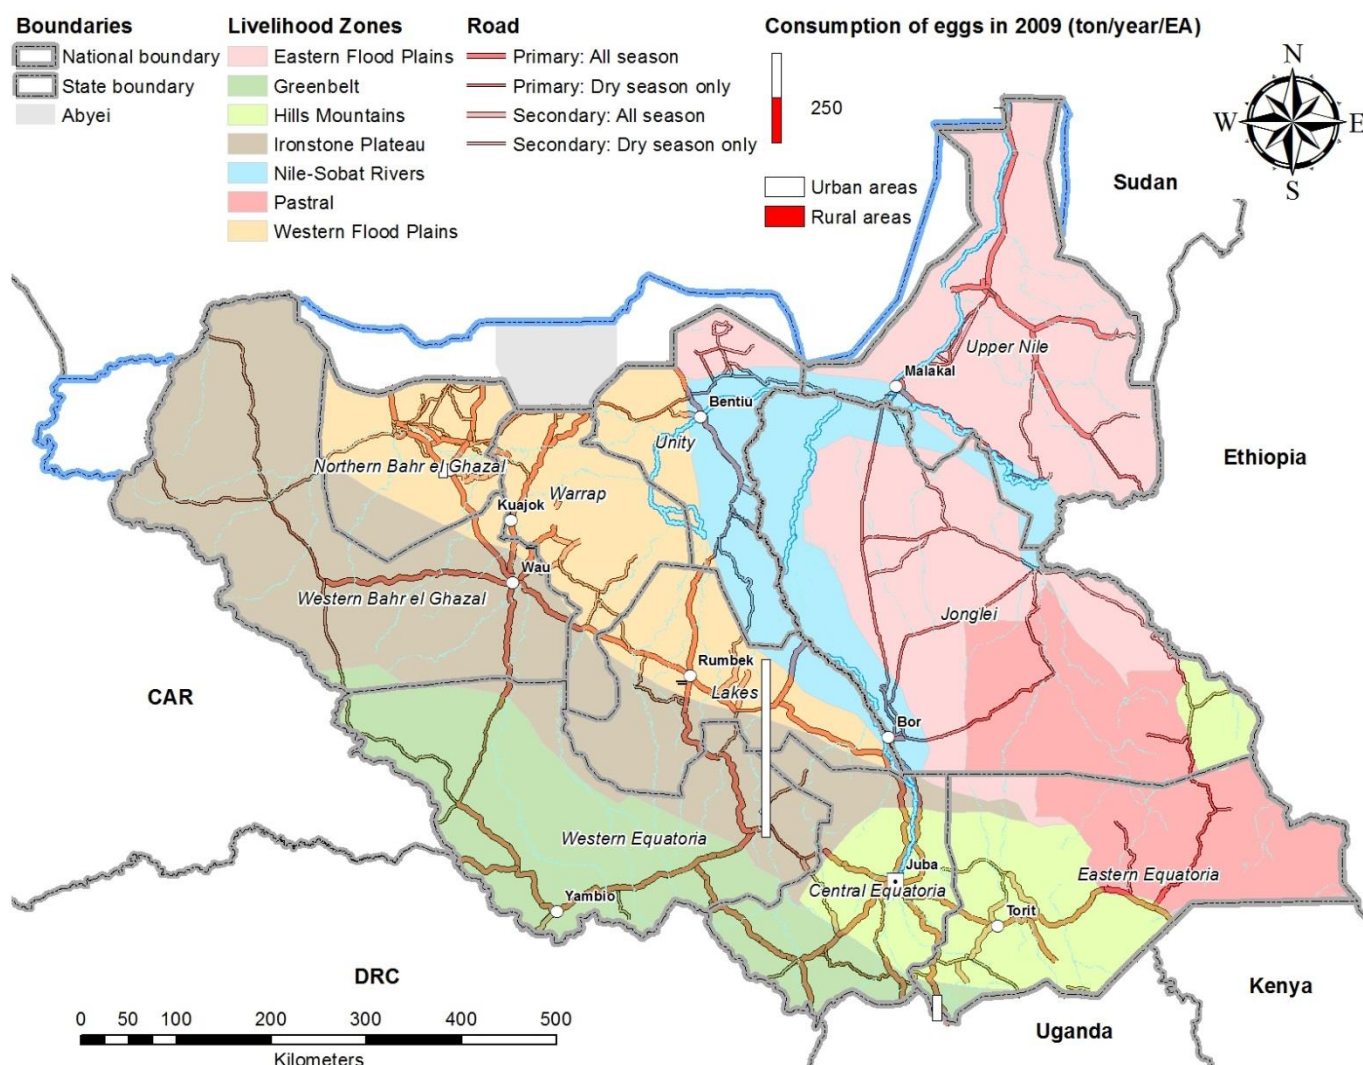 Boundaries
National boundary
State boundary
Abyei
Livelihood Zones
Eastern Flood Plains
Greenbelt
Hills Mountains
Ironstone Plateau
Nile-Sobat Rivers
Pastral
Western Flood Plains
Road
Primary: All season
Primary: Dry season only
Secondary: All season
Secondary: Dry season only
Consumption of eggs in 2009 (ton/year/EA)
250
Urban areas
Rural areas
N
W E
S
Sudan
Upper Nile
Malakal
Bentiu
Unity
Ethiopia
Northern Bahr el Ghazal
Warrap
Kuajok
Wau
Western Bahr el Ghazal
Jonglei
Rumbek
Lakes
CAR
Bor
Western Equatoria
Juba
Central Equatoria
Eastern Equatoria
Yambio
Torit
DRC
Kenya
Uganda
0 50 100 200 300 400 500
Kilometers